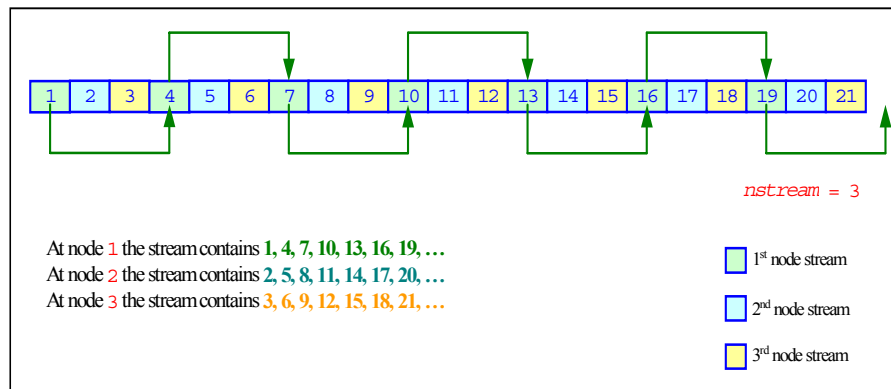 1 2 3 4 5 6 7 8 9 10 11 12 13 14 15 16 17 18 19 20 21
nstream = 3
At node 1 the stream contains 1, 4, 7, 10, 13, 16, 19, …
At node 2 the stream contains 2, 5, 8, 11, 14, 17, 20, …
At node 3 the stream contains 3, 6, 9, 12, 15, 18, 21, …
1st node stream
2nd node stream
3rd node stream